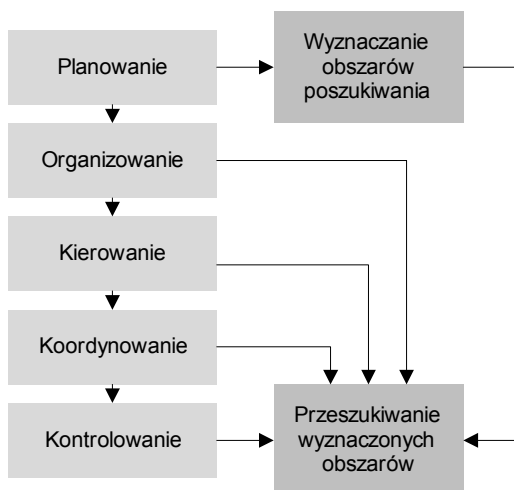 Planowanie
Wyznaczanie
obszarów
poszukiwania
Organizowanie
Kierowanie
Koordynowanie
Kontrolowanie
Przeszukiwanie
wyznaczonych
obszarów